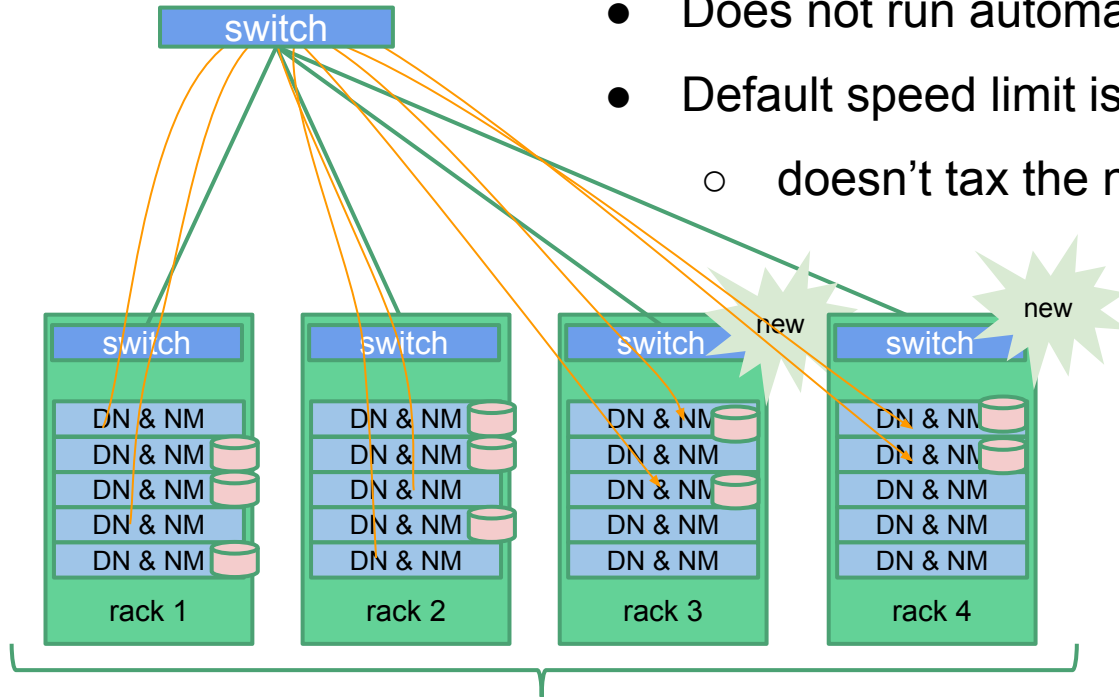 switch
● Does not run automa
● Default speed limit is
○ doesn’t tax the
new
new
switch
switch
switch
switch
DN & NM
DN & NM
DN & NM
DN & NM
DN & NM
rack 1
DN & NM
DN & NM
DN & NM
DN & NM
DN & NM
rack 2
DN & NM
DN & NM
DN & NM
DN & NM
DN & NM
rack 3
DN & NM
DN & NM
DN & NM
DN & NM
DN & NM
rack 4